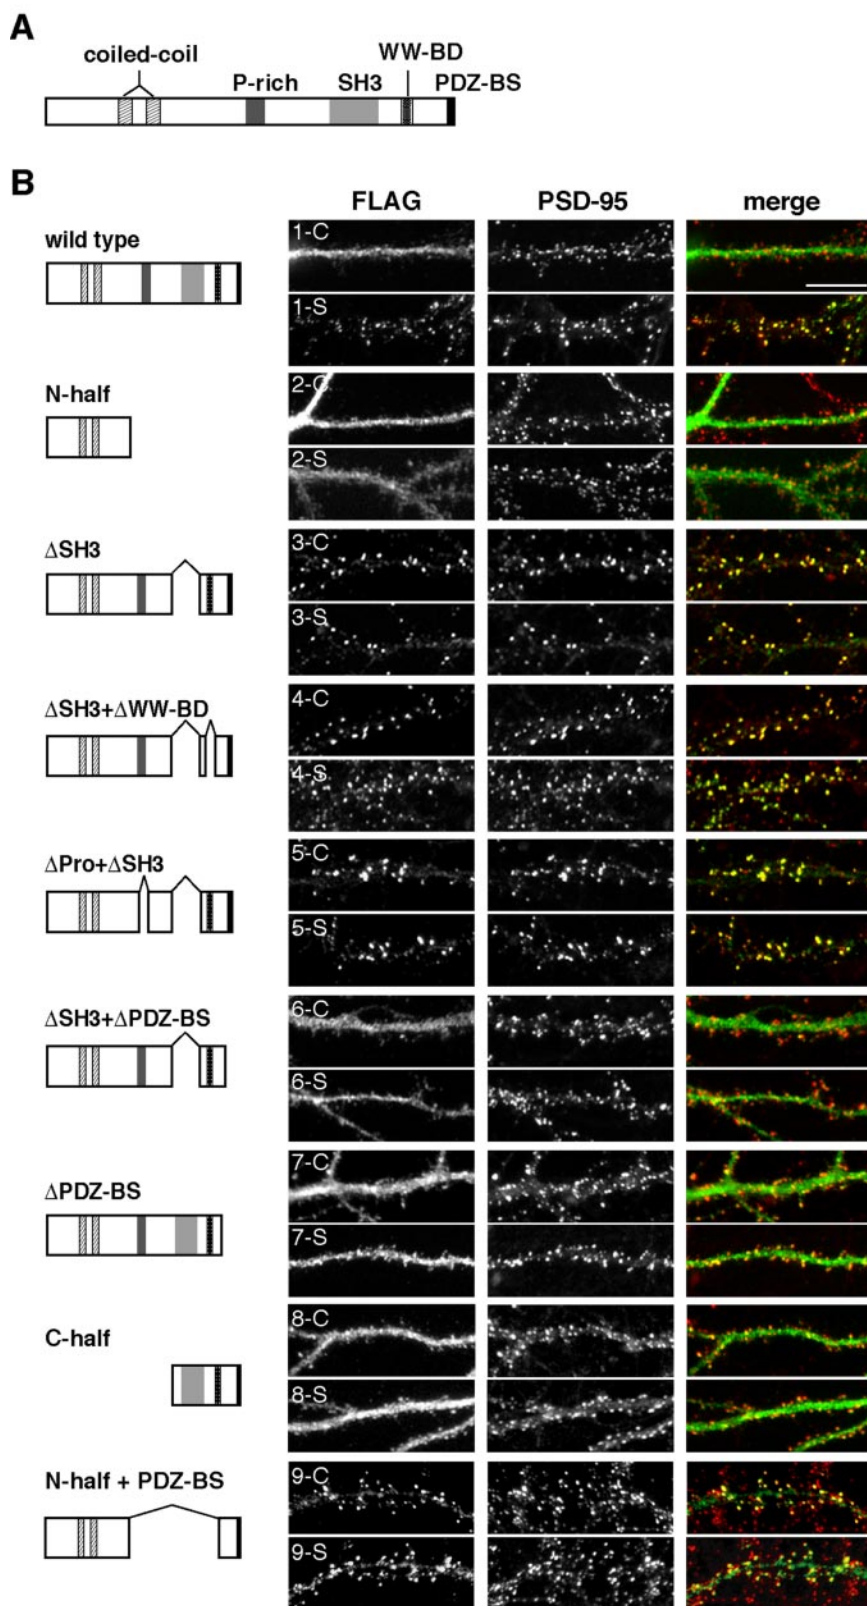 A
coiled-coil
WW-BD
P-rich
SH3
PDZ-BS
B
FLAG
PSD-95
merge
wild type
1-C
1-S
N-half
2-C
2-S
ΔSH3
3-C
3-S
ΔSH3+ΔWW-BD
4-C
4-S
ΔPro+ΔSH3
5-C
5-S
ΔSH3+ΔPDZ-BS
6-C
6-S
ΔPDZ-BS
7-C
7-S
C-half
8-C
8-S
N-half + PDZ-BS
9-C
9-S